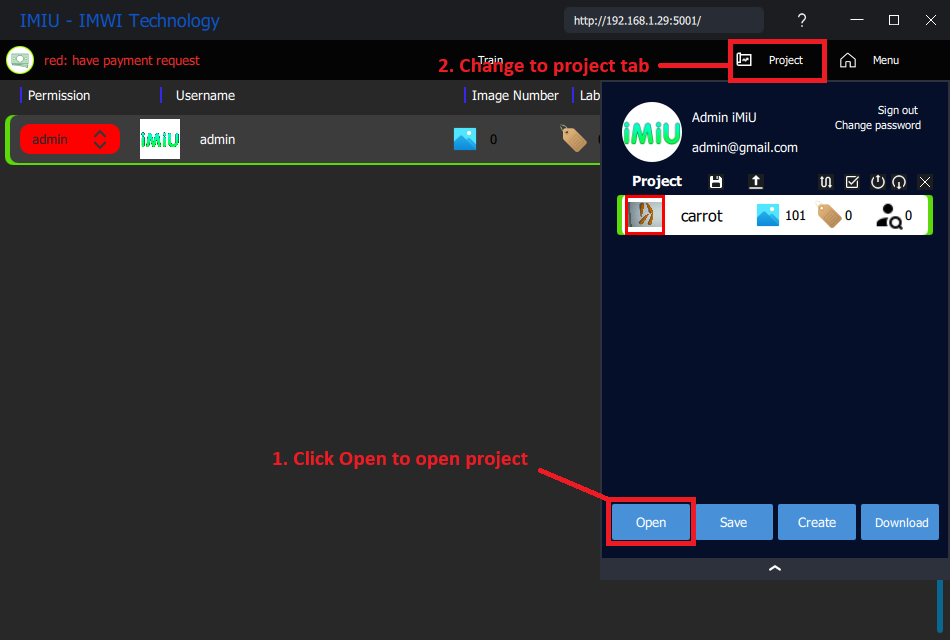 IMIU - IMWI Technology
http://192.168.1.29:5001/
?
red: have payment request
Train
2. Change to project tab
Project
Menu
Permission
Username
Image Number
Lab
admin
iMiU
admin
0
iMiU
Admin iMiU
admin@gmail.com
Sign out
Change password
Project
carrot
101
0
0
1. Click Open to open project
Open
Save
Create
Download